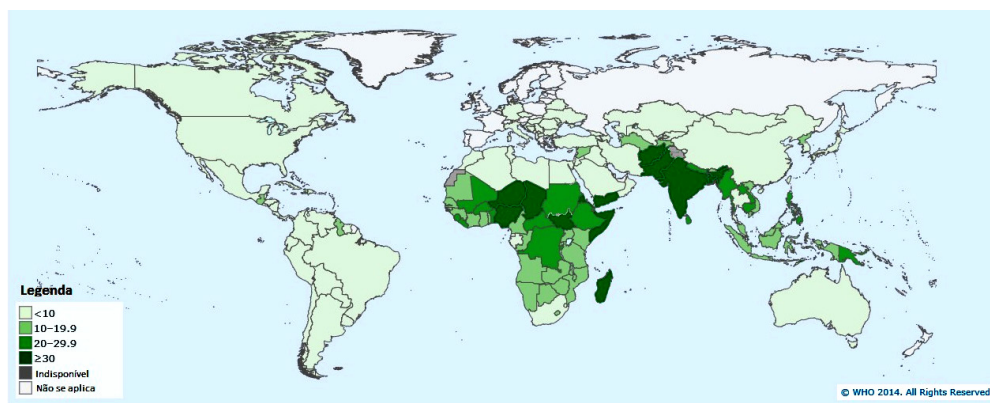 Legenda
<10
10–19.9
20–29.9
≥30
Indisponível
Não se aplica
© WHO 2014. All Rights Reserved